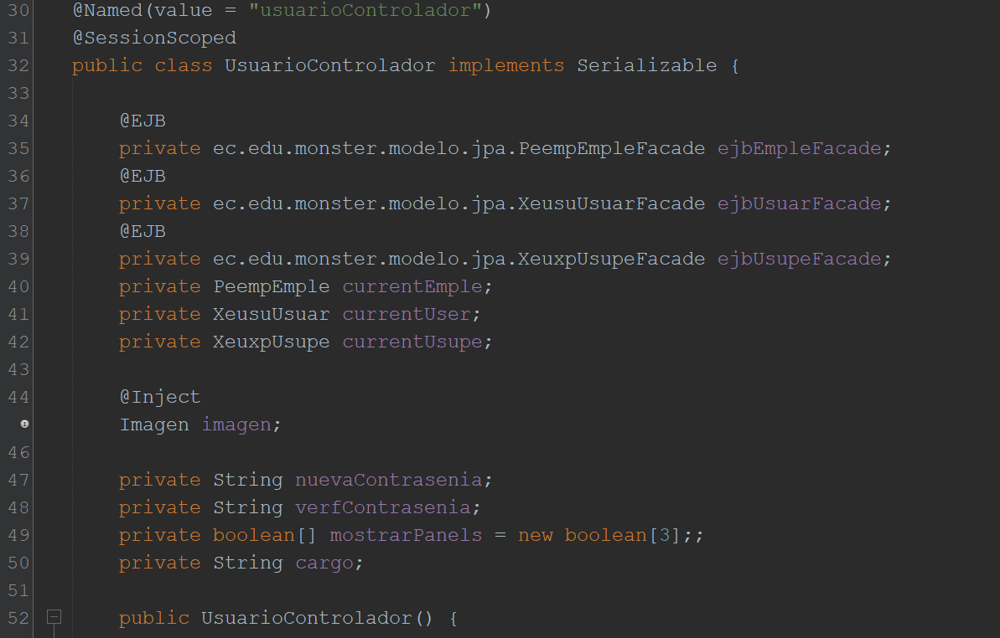 30 @Named(value = "usuarioControlador")
31 @SessionScoped
32 public class UsuarioControlador implements Serializable {
33
34 @EJB
35 private ec.edu.monster.modelo.jpa.PeempEmpleFacade ejbEmpleFacade;
36 @EJB
37 private ec.edu.monster.modelo.jpa.XeusuUsuarFacade ejbUsuarFacade;
38 @EJB
39 private ec.edu.monster.modelo.jpa.XeuxpUsupeFacade ejbUsupeFacade;
40 private PeempEmple currentEmple;
41 private XeusuUsuar currentUser;
42 private XeuxpUsupe currentUsupe;
43
44 @Inject
Imagen imagen;
46
47 private String nuevaContrasenia;
48 private String verfContrasenia;
49 private boolean[] mostrarPanels = new boolean[3];;
50 private String cargo;
51
52 public UsuarioControlador() {